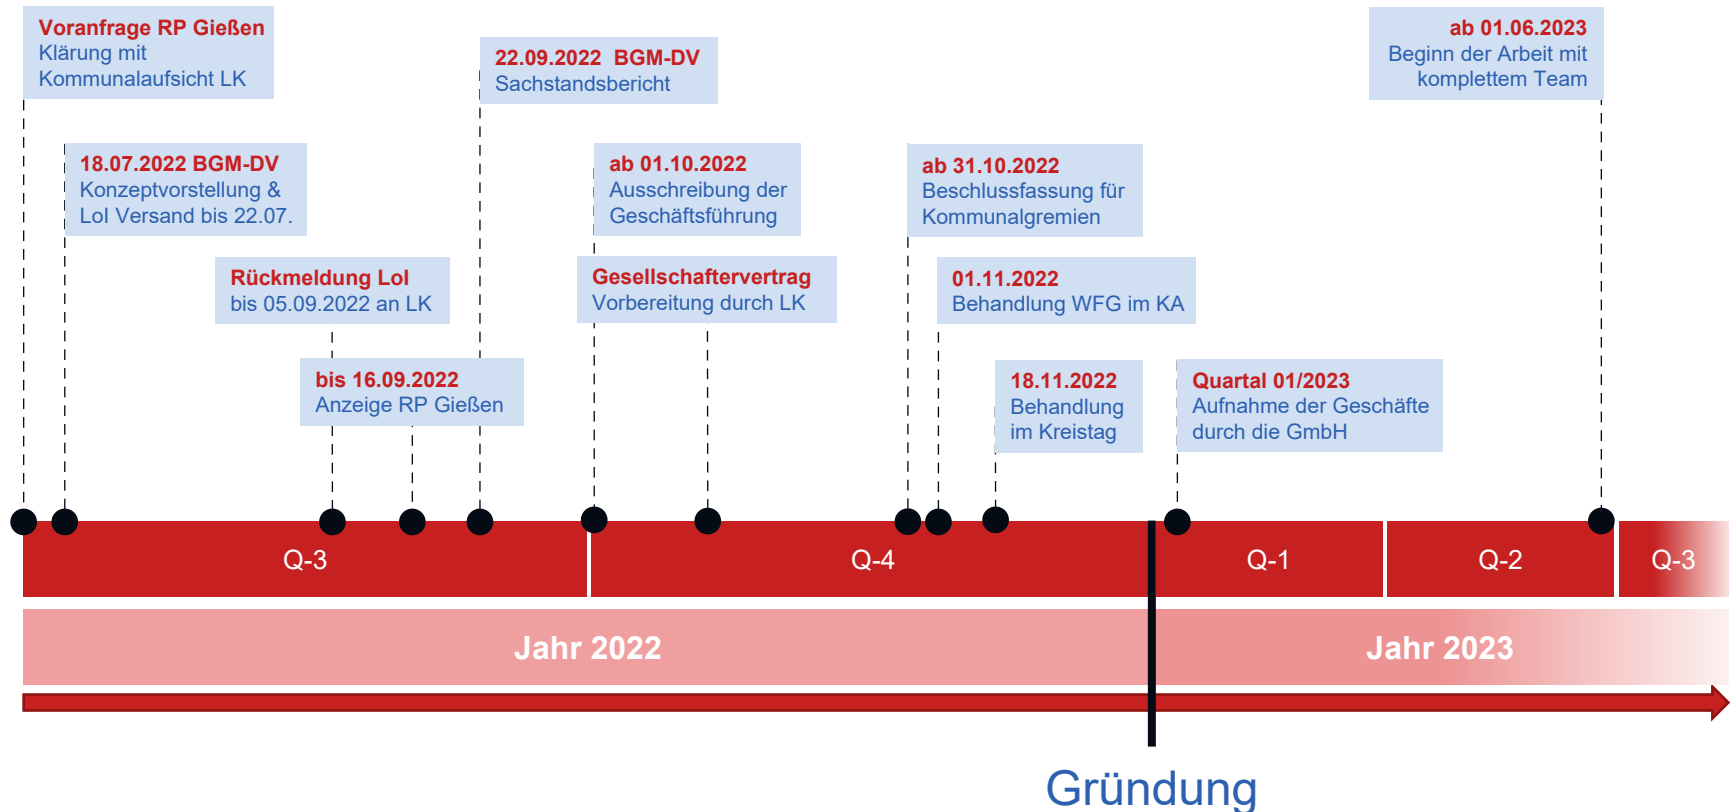 Voranfrage RP Gießen
Klärung mit
Kommunalaufsicht LK
18.07.2022 BGM-DV
Konzeptvorstellung &
LoI Versand bis 22.07.
Rückmeldung LoI
bis 05.09.2022 an LK
bis 16.09.2022
Anzeige RP Gießen
22.09.2022 BGM-DV
Sachstandsbericht
ab 01.10.2022
Ausschreibung der
Geschäftsführung
Gesellschaftervertrag
Vorbereitung durch LK
ab 31.10.2022
Beschlussfassung für
Kommunalgremien
01.11.2022
Behandlung WFG im KA
18.11.2022
Behandlung
im Kreistag
Quartal 01/2023
Aufnahme der Geschäfte
durch die GmbH
ab 01.06.2023
Beginn der Arbeit mit
komplettem Team
Q-3
Q-4
Q-1
Q-2
Q-3
Jahr 2022
Jahr 2023
Gründung